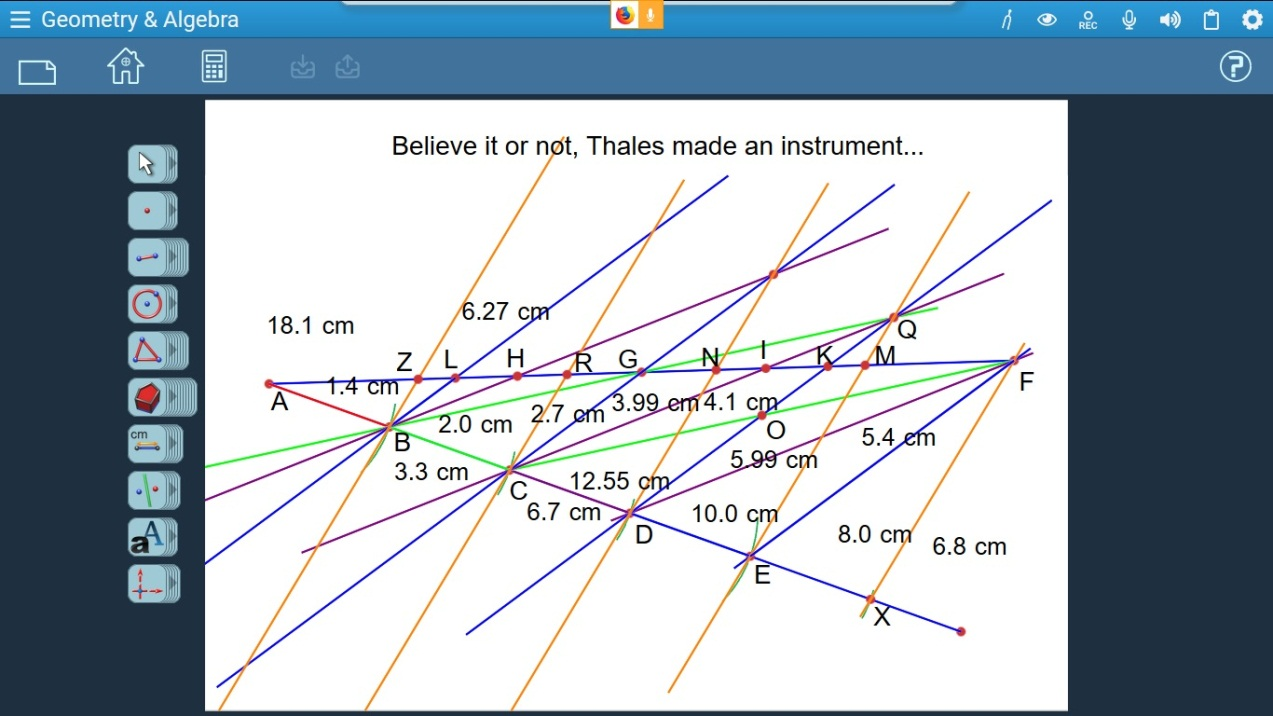 Geometry & Algebra
REC
?
Believe it or not, Thales made an instrument...
6.27 cm
18.1 cm
Q
Z L H R G N I K M
1.4 cm
A
F
2.7 cm 3.99 cm 4.1 cm
2.0 cm
O
B
5.4 cm
5.99 cm
3.3 cm
12.55 cm
C
6.7 cm
10.0 cm
D
8.0 cm
6.8 cm
E
X
cm
aA